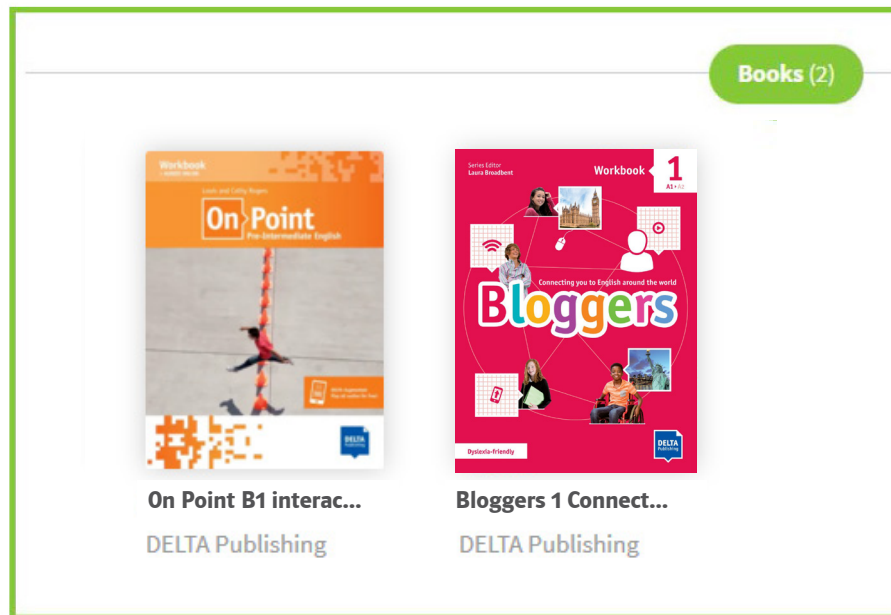 Books (2)
Workbook
Louis and Cathy Rogers
On Point
Pre-Intermediate English
DELTA
Publishing
Series Editor
Laura Broadbent
Workbook 1
A1+A2
Connecting you to English around the world
Bloggers
Dyslexia-friendly
DELTA
Publishing
On Point B1 interac...
Bloggers 1 Connect...
DELTA Publishing
DELTA Publishing